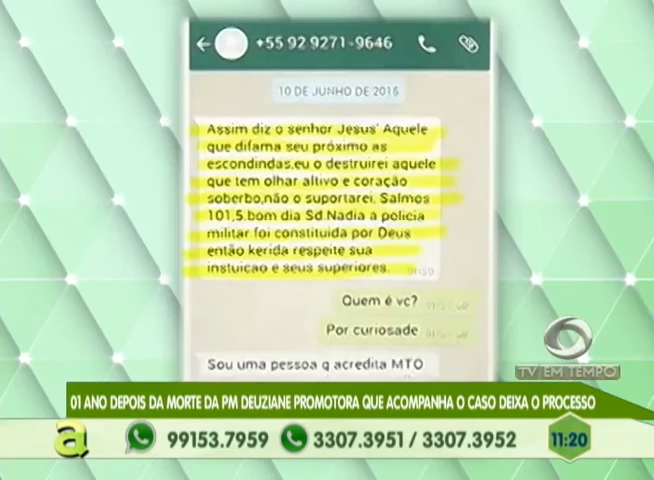 +55 92 9271-9646
10 DE JUNHO DE 2016
Assim diz o senhor Jesus' Aquele
que difama seu próximo as
escondindas,eu o destruirei aquele
que tem olhar altivo e coração
soberbo,não o suportarei, Salmos
101,5.bom dia Sd.Nadia a policia
militar foi constituida por Deus
então kerida respeite sua
instuicao e seus superiores.
Quem é vc?
Por curiosade
Sou uma pessoa q acredita MTO
TV EM TEMPO
01 ANO DEPOIS DA MORTE DA PM DEUZIANE PROMOTORA QUE ACOMPANHA O CASO DEIXA O PROCESSO
a 99153.7959 3307.3951 / 3307.3952 11:20